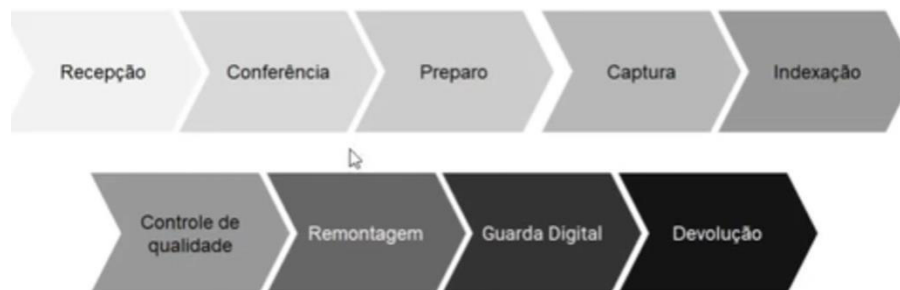 Recepção
Conferência
Preparo
Captura
Indexação
Controle de
qualidade
Remontagem
Guarda Digital
Devolução